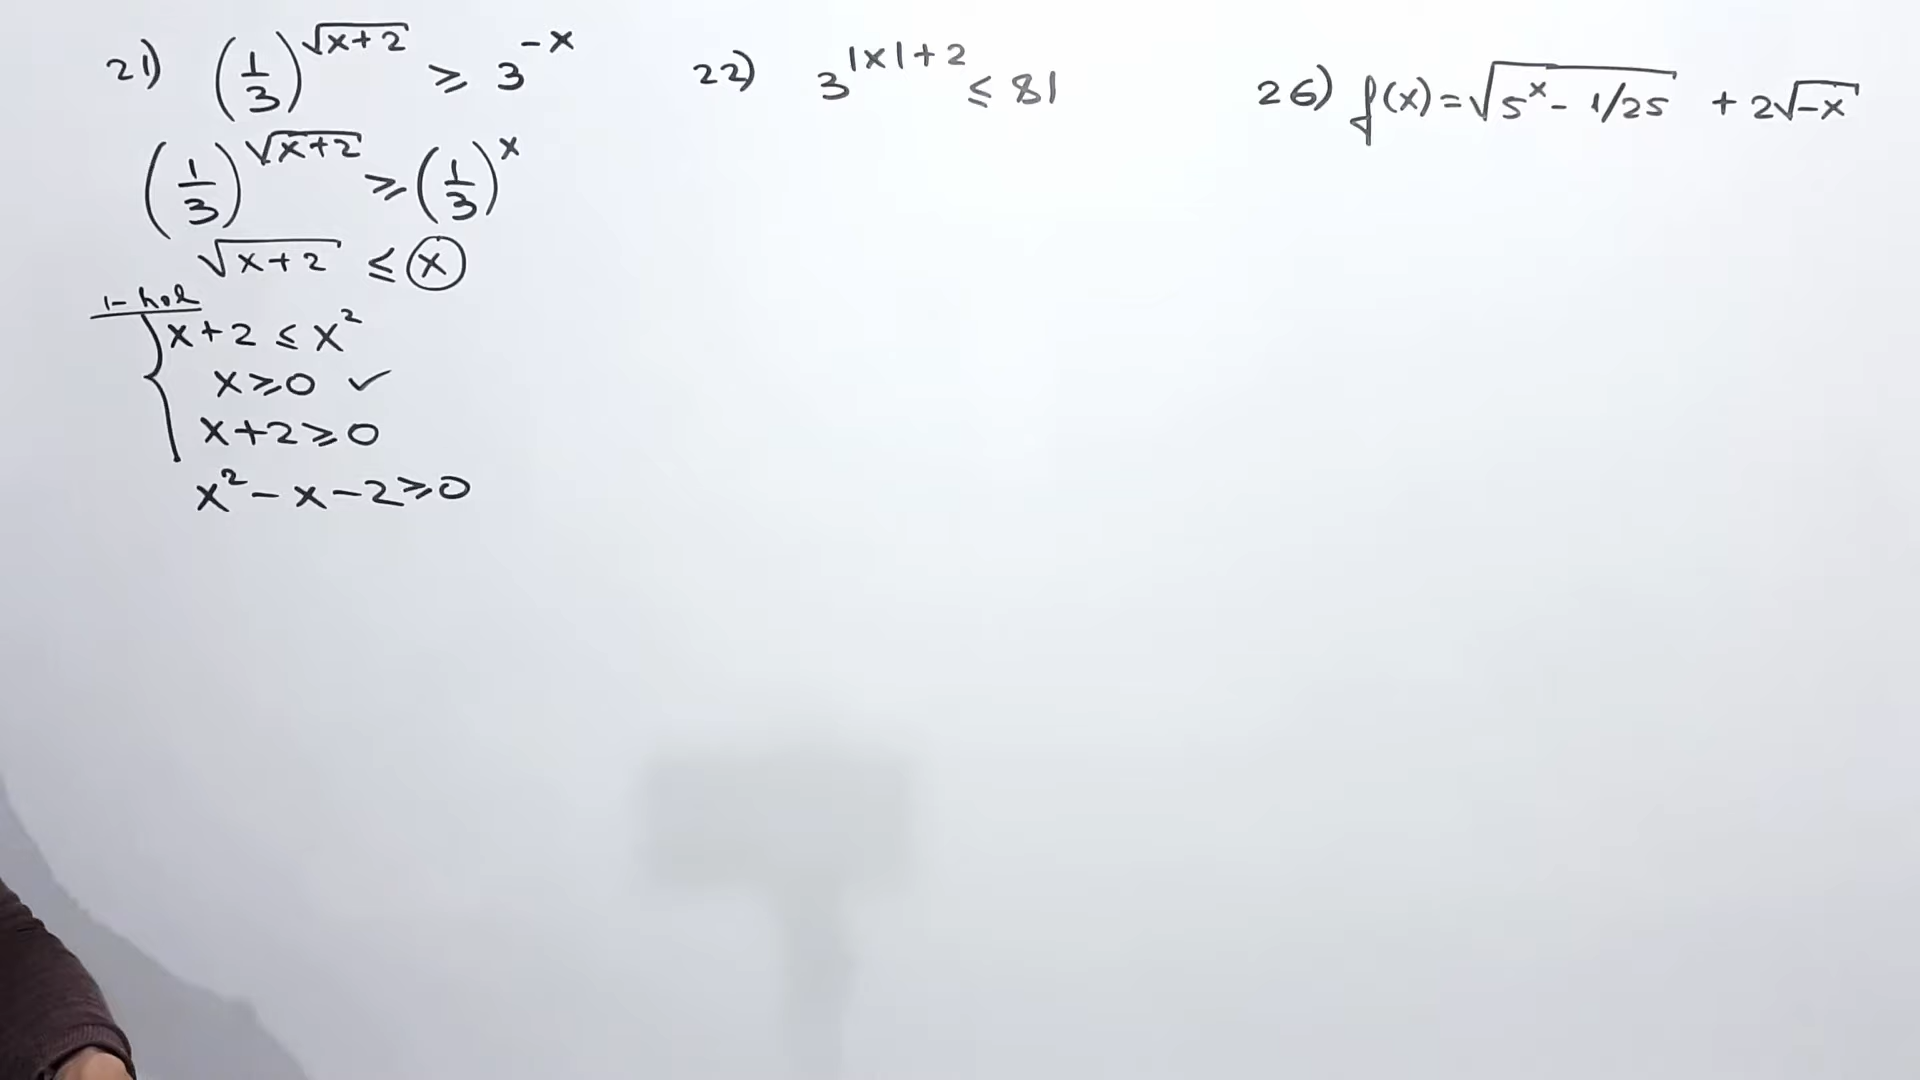 21) (1/3)^√(x+2) ≥ 3^(-x)
(1/3)^√(x+2) ≥ (1/3)^x
√(x+2) ≤ x
1-hol
x+2 ≤ x²
x≥0 ✓
x+2≥0
x²-x-2≥0
22) 3^(|x|+2) ≤ 81
26) f(x)=√(5^x - 1/25) + 2√(-x)